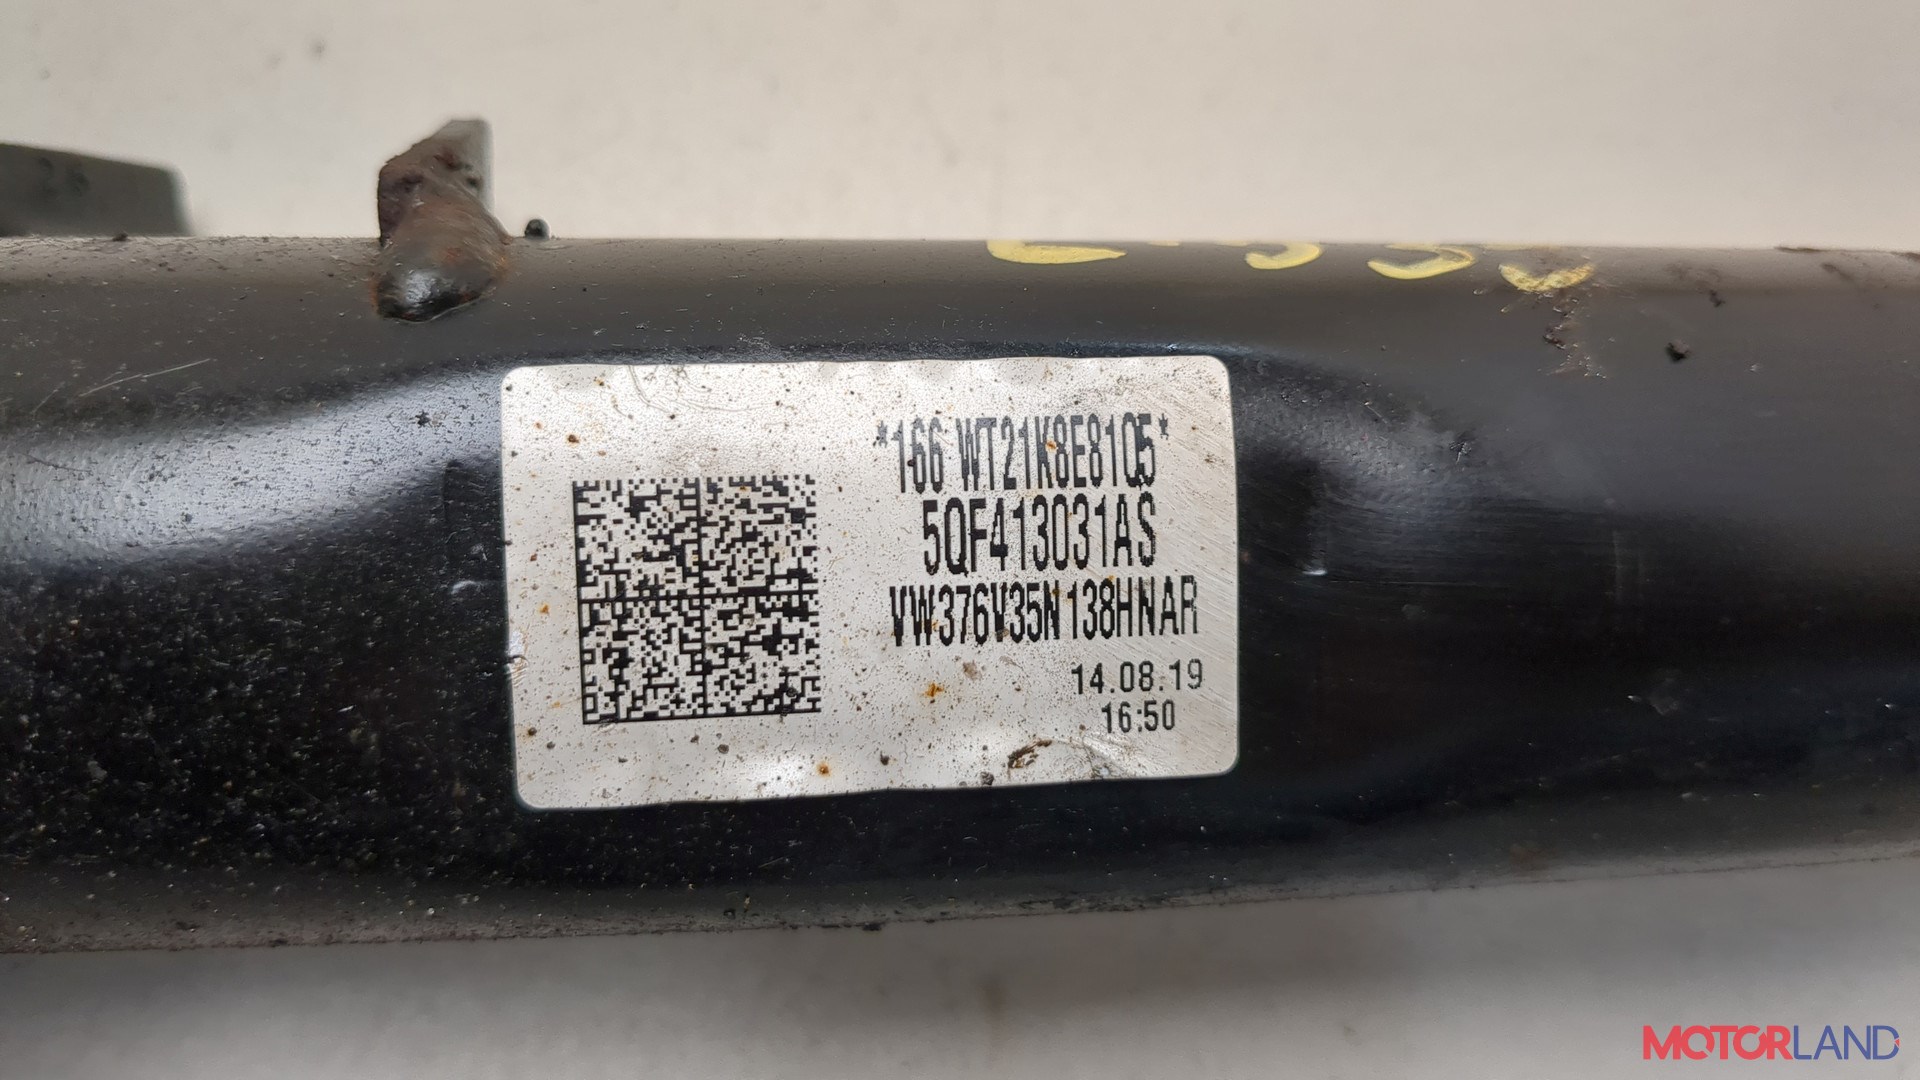 *166 WT21K8E81Q5*
5QF413031AS
VW376V35N138HNAR
14.08.19
16:50
MOTORLAND